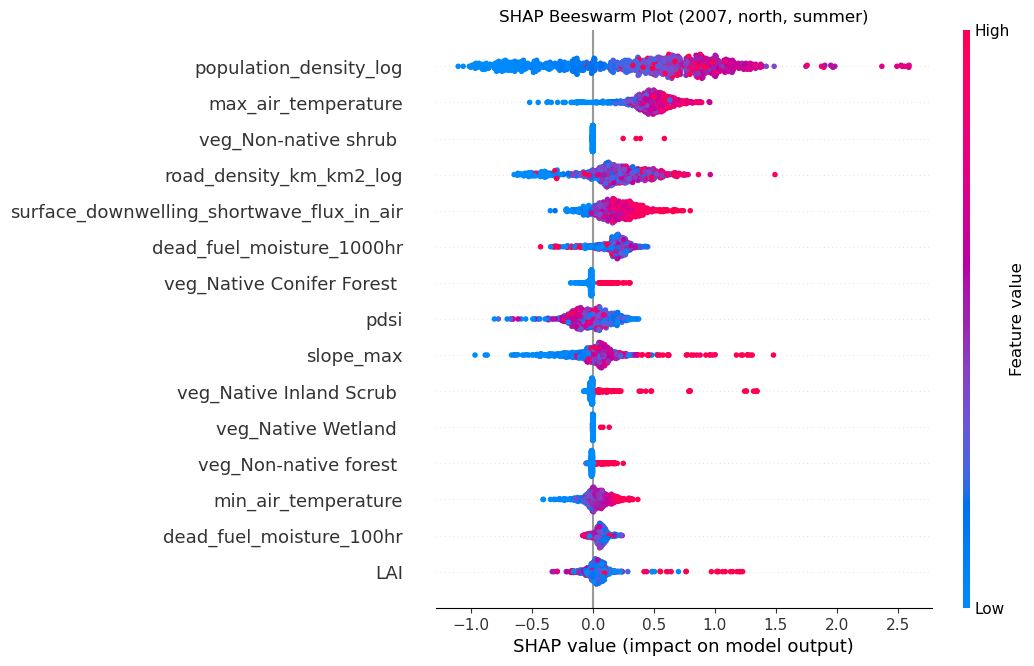 SHAP Beeswarm Plot (2007, north, summer)
High
population_density_log
max_air_temperature
veg_Non-native shrub
road_density_km_km2_log
surface_downwelling_shortwave_flux_in_air
dead_fuel_moisture_1000hr
veg_Native Conifer Forest
pdsi
slope_max
veg_Native Inland Scrub
veg_Native Wetland
veg_Non-native forest
min_air_temperature
dead_fuel_moisture_100hr
LAI
Feature value
Low
−1.0 −0.5 0.0 0.5 1.0 1.5 2.0 2.5
SHAP value (impact on model output)